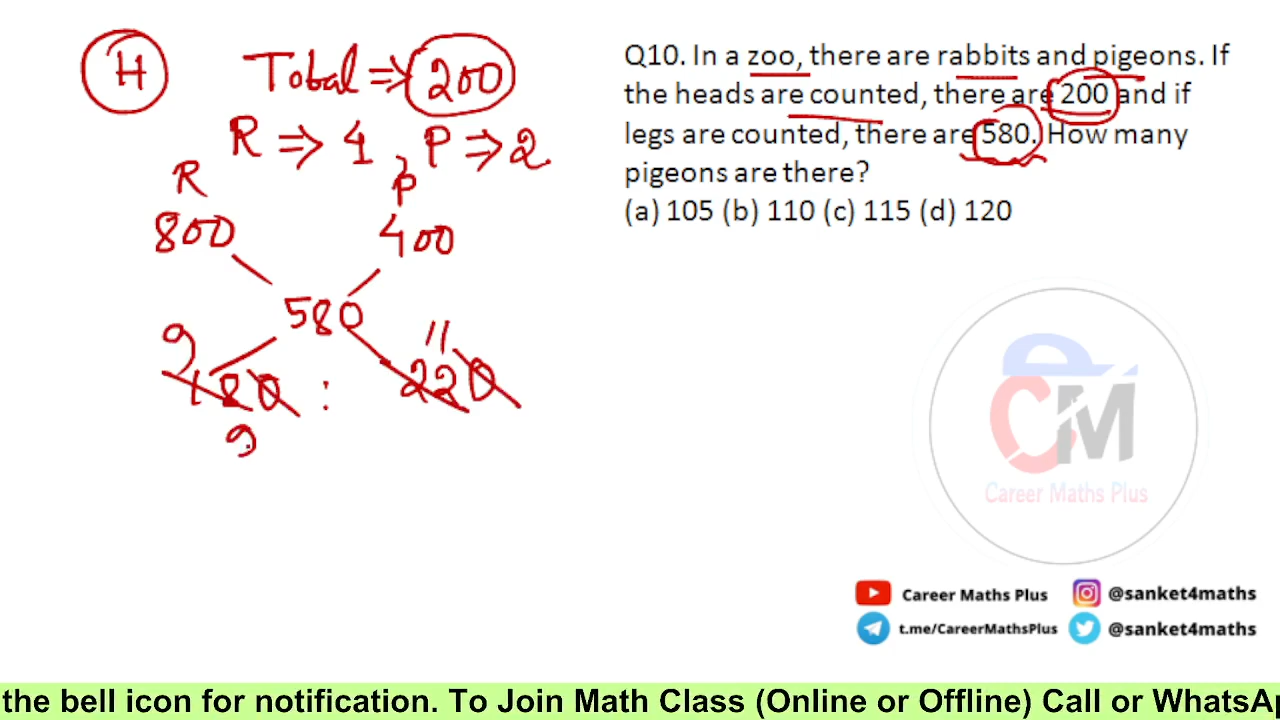 H Total ⇒ 200
R ⇒ 4, P ⇒ 2
R P
800 400
580
9 11
180 : 220
9
Q10. In a zoo, there are rabbits and pigeons. If
the heads are counted, there are 200 and if
legs are counted, there are 580. How many
pigeons are there?
(a) 105 (b) 110 (c) 115 (d) 120
CM
Career Maths Plus
Career Maths Plus @sanket4maths
t.me/CareerMathsPlus @sanket4maths
the bell icon for notification. To Join Math Class (Online or Offline) Call or WhatsAp